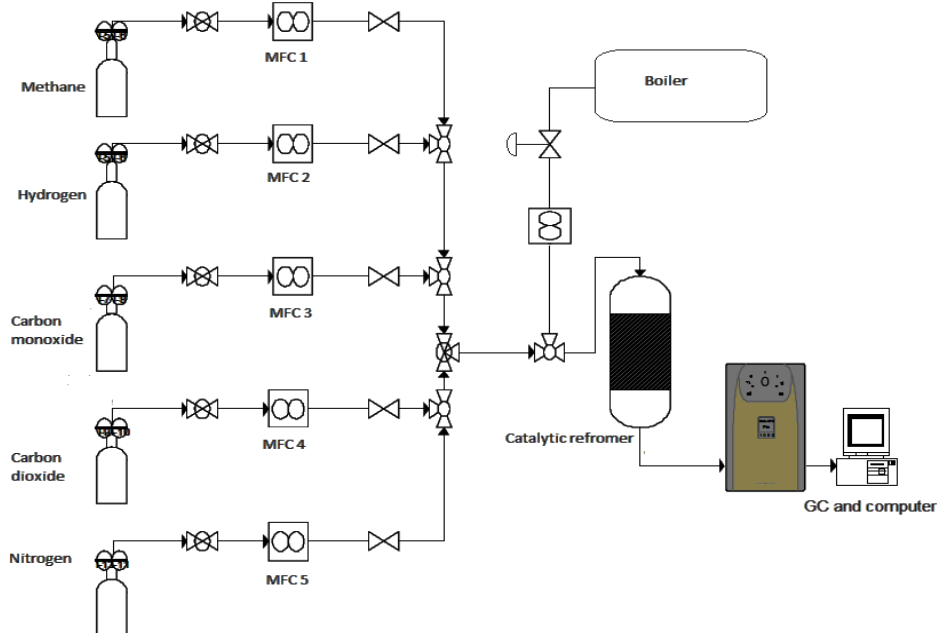 MFC 1
Methane
Boiler
MFC 2
Hydrogen
MFC 3
Carbon
monoxide
MFC 4
Carbon
dioxide
Catalytic refromer
GC and computer
MFC 5
Nitrogen